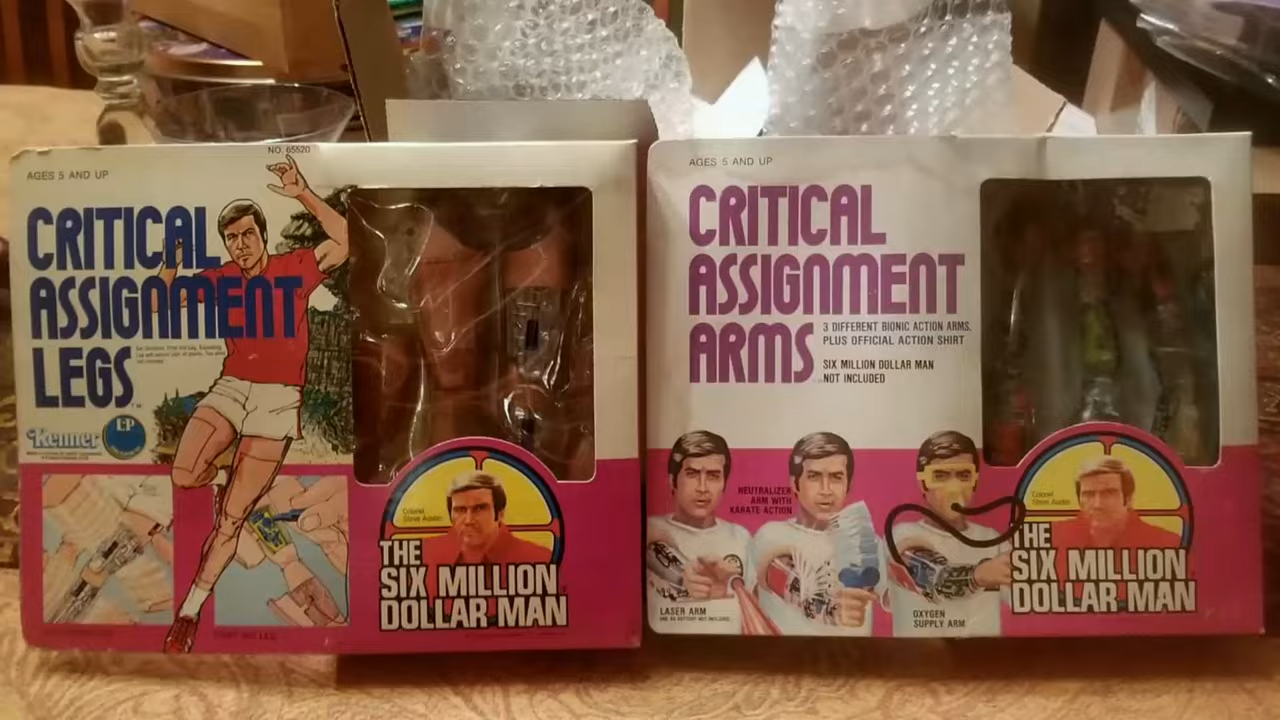 NO. 65520
AGES 5 AND UP
CRITICAL
ASSIGNMENT
LEGS
TM
Kenner
Colonel
Steve Austin
THE
SIX MILLION
DOLLAR MAN
AGES 5 AND UP
CRITICAL
ASSIGNMENT
ARMS
3 DIFFERENT BIONIC ACTION ARMS,
PLUS OFFICIAL ACTION SHIRT
SIX MILLION DOLLAR MAN
NOT INCLUDED
NEUTRALIZER
ARM WITH
KARATE ACTION
LASER ARM
OXYGEN
SUPPLY ARM
Colonel
Steve Austin
THE
SIX MILLION
DOLLAR MAN